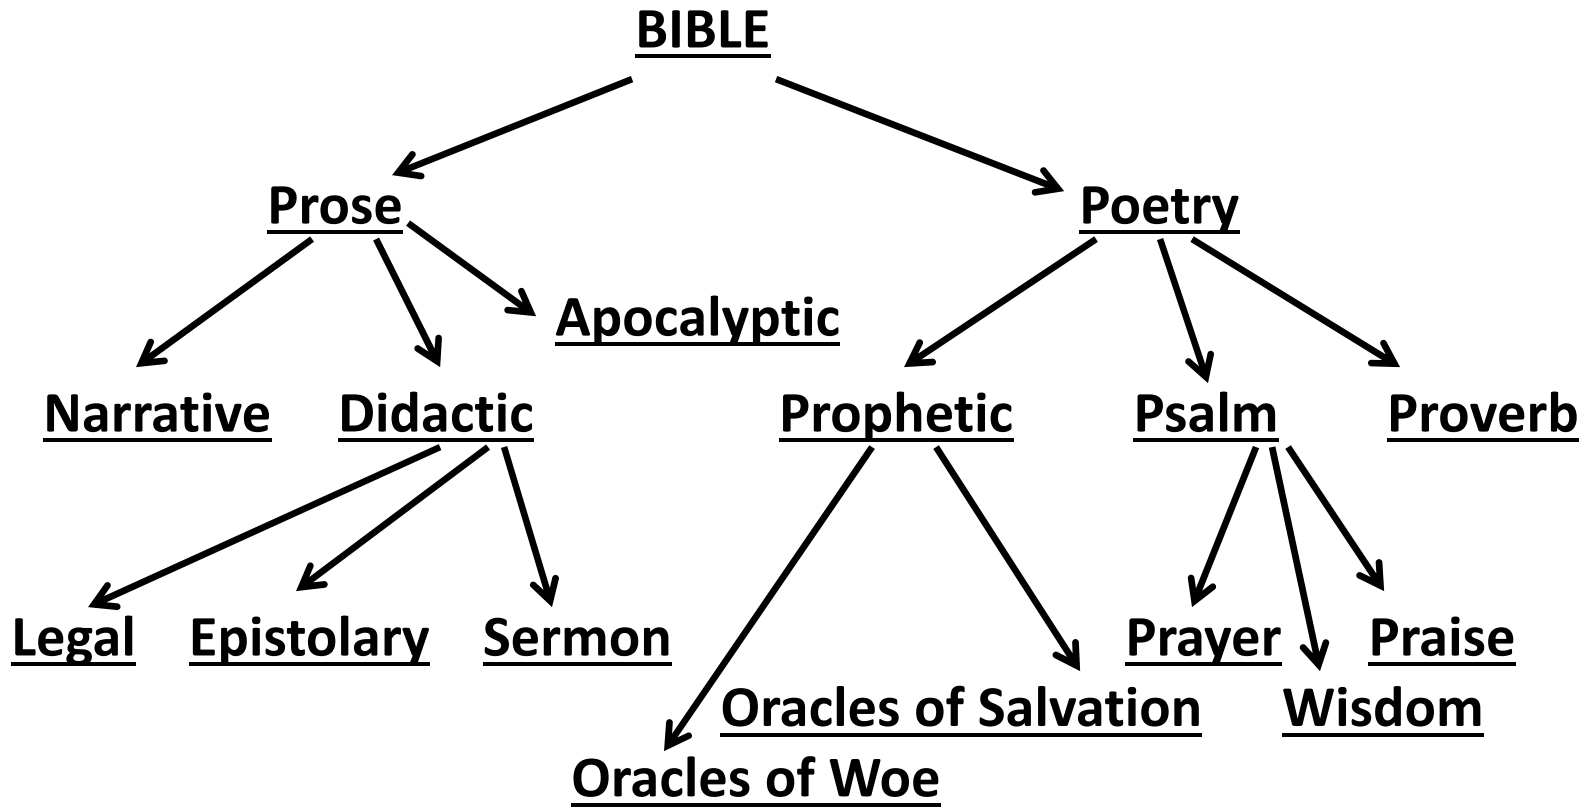 BIBLE
Prose
Poetry
Apocalyptic
Narrative
Didactic
Prophetic
Psalm
Proverb
Legal
Epistolary
Sermon
Prayer
Praise
Oracles of Salvation
Wisdom
Oracles of Woe